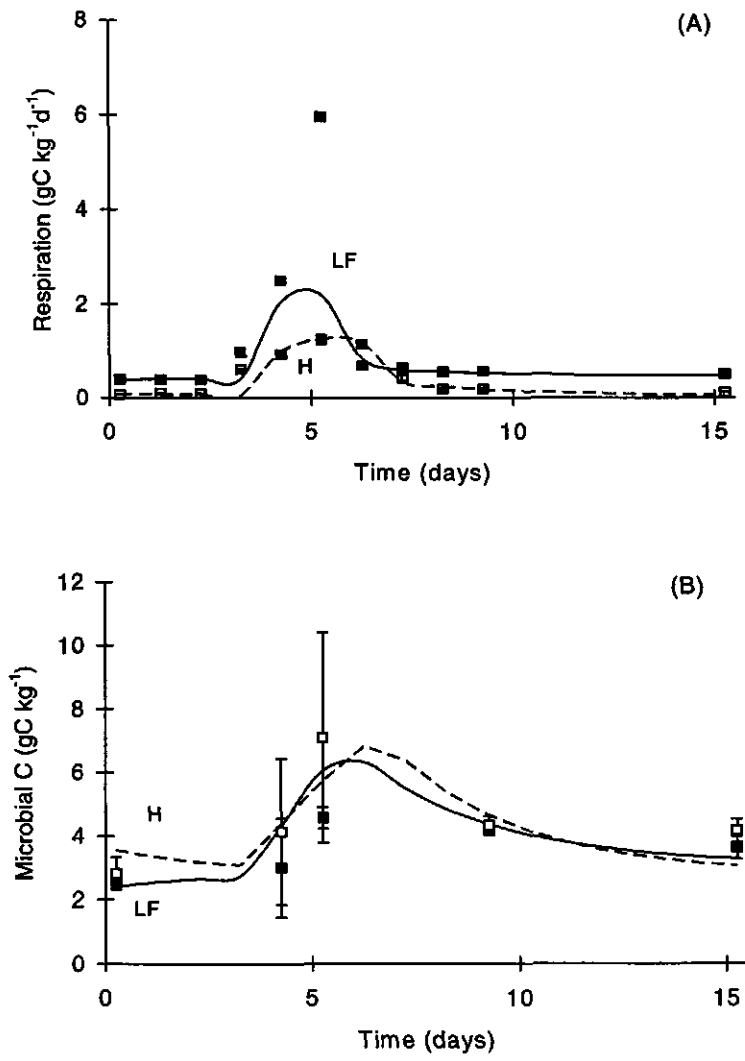 (A)
8
6
4
2
0
Respiration (gC kg⁻¹d⁻¹)
LF
H
0 5 10 15
Time (days)
(B)
12
10
8
6
4
2
0
Microbial C (gC kg⁻¹)
H
LF
0 5 10 15
Time (days)